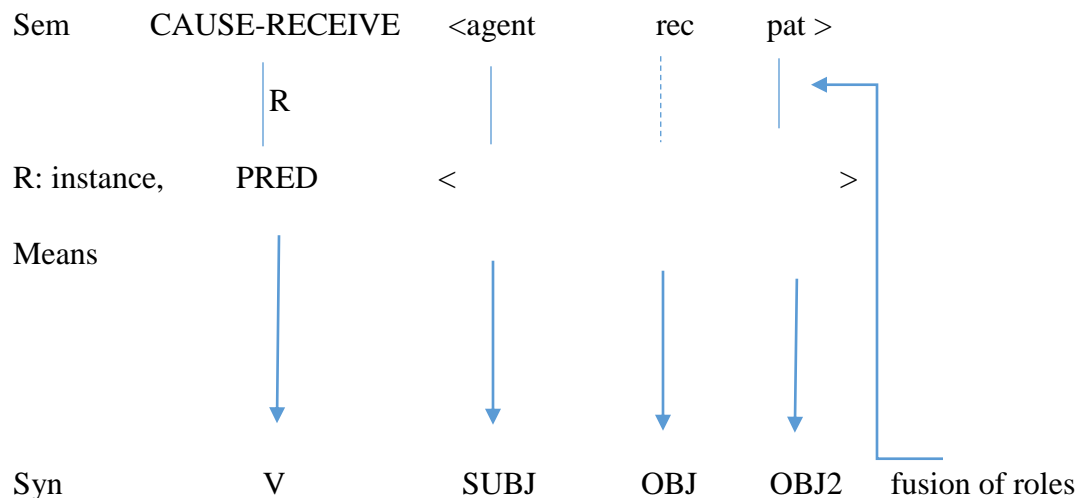 Sem CAUSE-RECEIVE <agent rec pat >
R
R: instance, PRED < >
Means
Syn V SUBJ OBJ OBJ2 fusion of roles